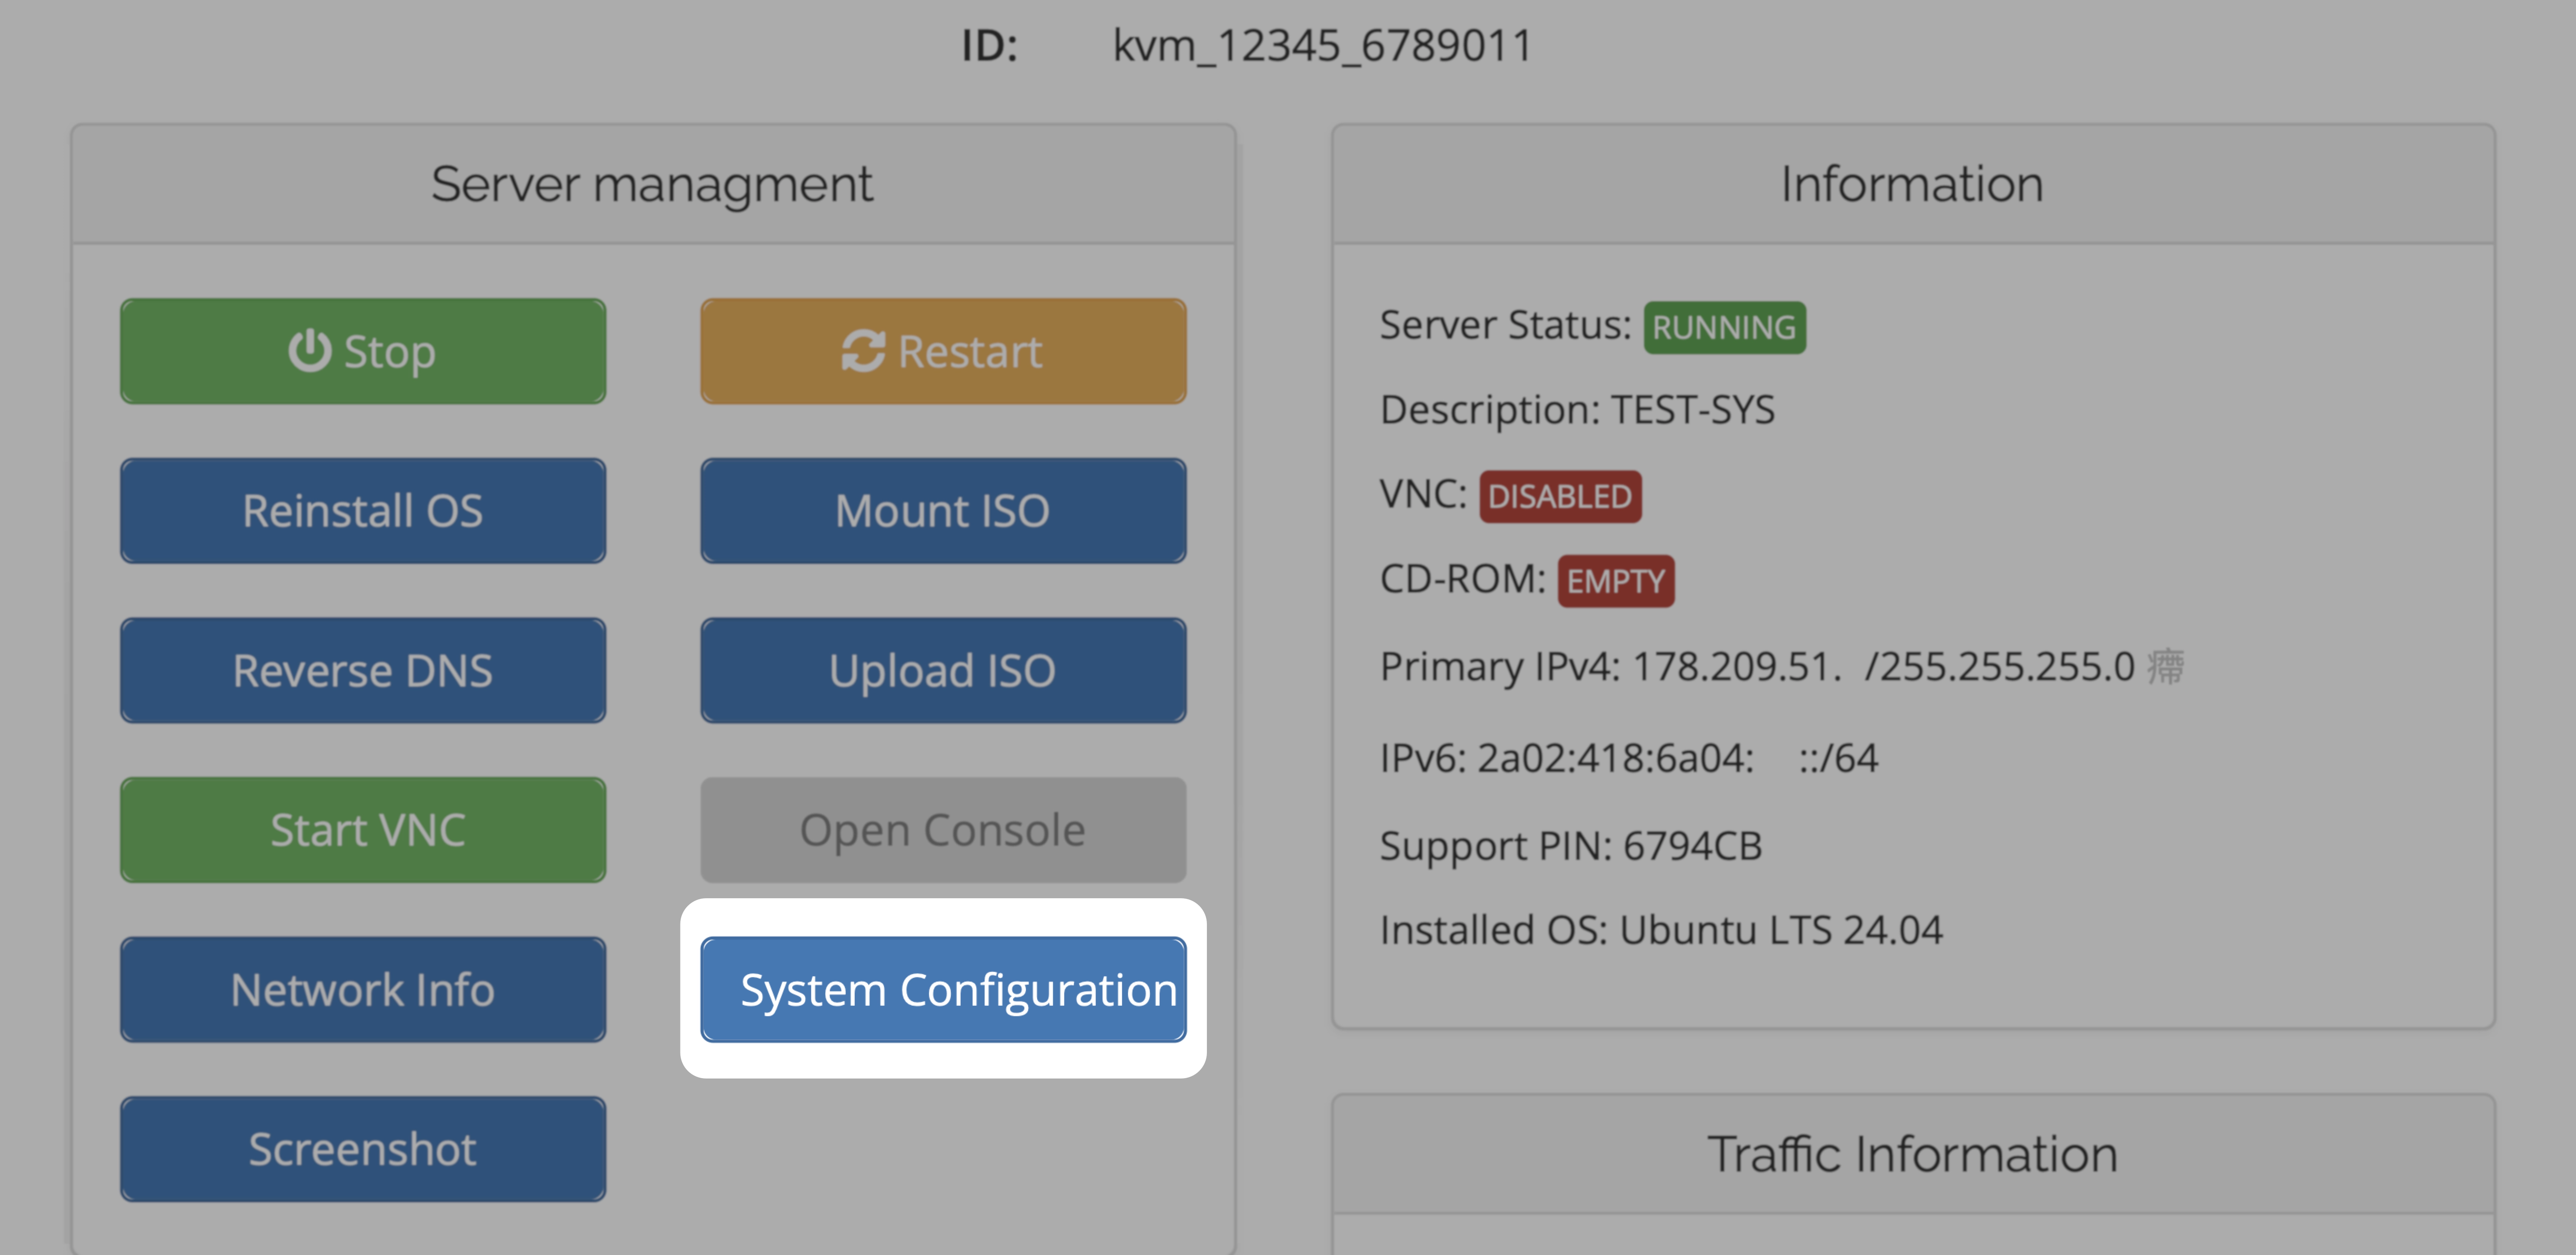 ID: kvm_12345_6789011
Server managment
Stop
Restart
Reinstall OS
Mount ISO
Reverse DNS
Upload ISO
Start VNC
Open Console
Network Info
System Configuration
Screenshot
Information
Server Status: RUNNING
Description: TEST-SYS
VNC: DISABLED
CD-ROM: EMPTY
Primary IPv4: 178.209.51. /255.255.255.0
IPv6: 2a02:418:6a04: ::/64
Support PIN: 6794CB
Installed OS: Ubuntu LTS 24.04
Traffic Information